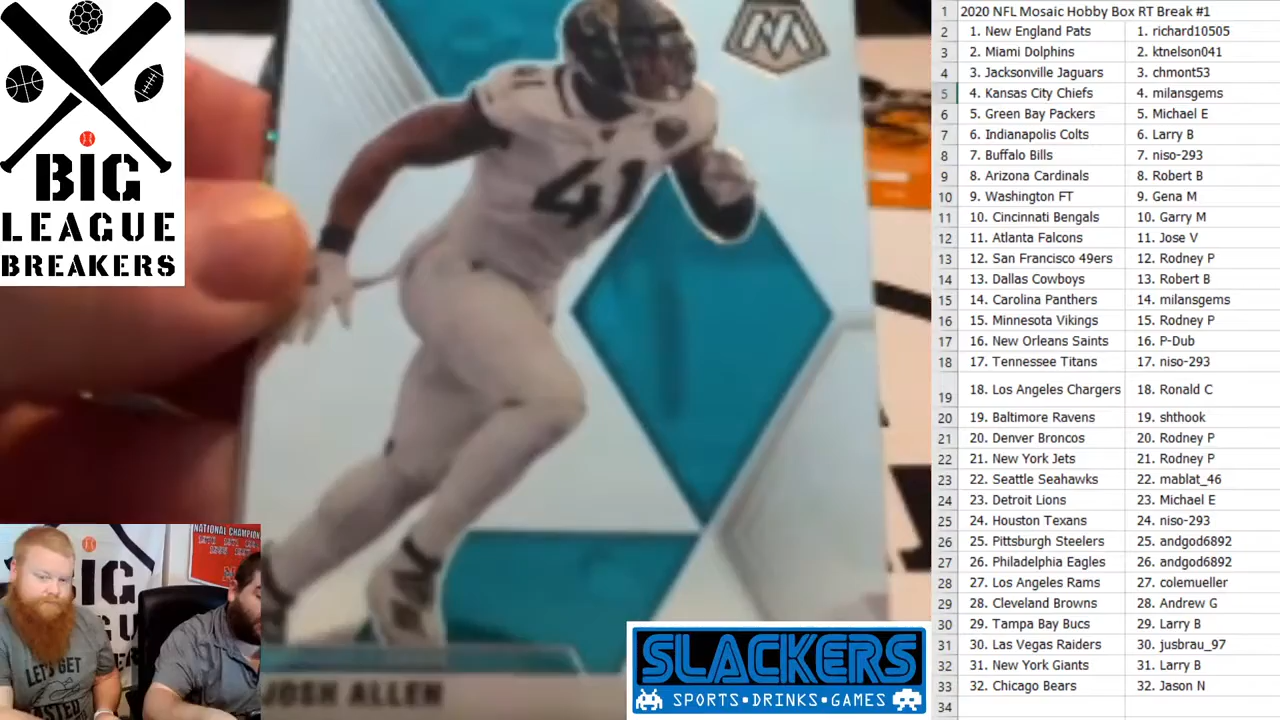 BIG
LEAGUE
BREAKERS
41
41
M
JOSH ALLEN
NATIONAL CHAMPION
IG
LET'S GET
SLACKERS
SPORTS•DRINKS•GAMES
1 2020 NFL Mosaic Hobby Box RT Break #1
2 1. New England Pats 1. richard10505
3 2. Miami Dolphins 2. ktnelson041
4 3. Jacksonville Jaguars 3. chmont53
5 4. Kansas City Chiefs 4. milansgems
6 5. Green Bay Packers 5. Michael E
7 6. Indianapolis Colts 6. Larry B
8 7. Buffalo Bills 7. niso-293
9 8. Arizona Cardinals 8. Robert B
10 9. Washington FT 9. Gena M
11 10. Cincinnati Bengals 10. Garry M
12 11. Atlanta Falcons 11. Jose V
13 12. San Francisco 49ers 12. Rodney P
14 13. Dallas Cowboys 13. Robert B
15 14. Carolina Panthers 14. milansgems
16 15. Minnesota Vikings 15. Rodney P
17 16. New Orleans Saints 16. P-Dub
18 17. Tennessee Titans 17. niso-293
19 18. Los Angeles Chargers 18. Ronald C
20 19. Baltimore Ravens 19. shthook
21 20. Denver Broncos 20. Rodney P
22 21. New York Jets 21. Rodney P
23 22. Seattle Seahawks 22. mablat_46
24 23. Detroit Lions 23. Michael E
25 24. Houston Texans 24. niso-293
26 25. Pittsburgh Steelers 25. andgod6892
27 26. Philadelphia Eagles 26. andgod6892
28 27. Los Angeles Rams 27. colemueller
29 28. Cleveland Browns 28. Andrew G
30 29. Tampa Bay Bucs 29. Larry B
31 30. Las Vegas Raiders 30. jusbrau_97
32 31. New York Giants 31. Larry B
33 32. Chicago Bears 32. Jason N
34